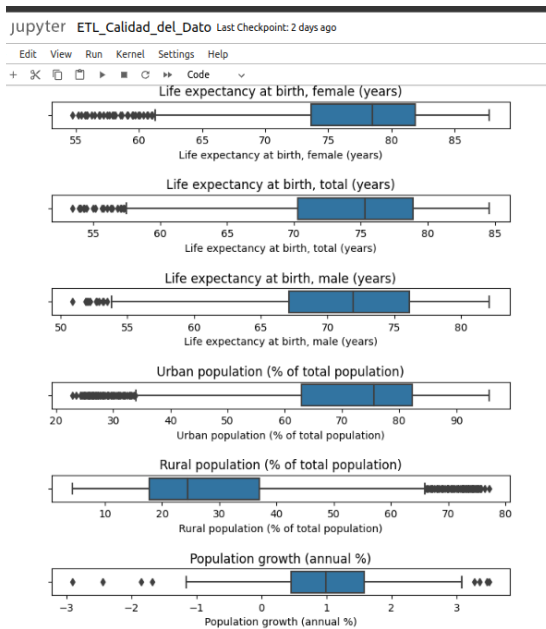 Jupyter ETL_Calidad_del_Dato Last Checkpoint: 2 days ago
Edit View Run Kernel Settings Help
Code
Life expectancy at birth, female (years)
55 60 65 70 75 80 85
Life expectancy at birth, female (years)
Life expectancy at birth, total (years)
55 60 65 70 75 80 85
Life expectancy at birth, total (years)
Life expectancy at birth, male (years)
50 55 60 65 70 75 80
Life expectancy at birth, male (years)
Urban population (% of total population)
20 30 40 50 60 70 80 90
Urban population (% of total population)
Rural population (% of total population)
10 20 30 40 50 60 70 80
Rural population (% of total population)
Population growth (annual %)
−3 −2 −1 0 1 2 3
Population growth (annual %)